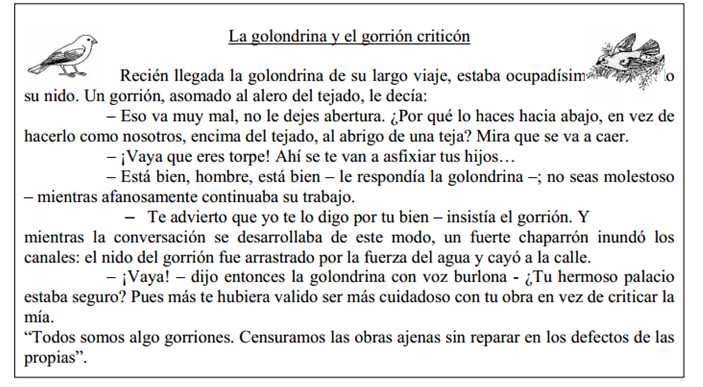 La golondrina y el gorrión criticón
Recién llegada la golondrina de su largo viaje, estaba ocupadísim o
su nido. Un gorrión, asomado al alero del tejado, le decía:
– Eso va muy mal, no le dejes abertura. ¿Por qué lo haces hacia abajo, en vez de
hacerlo como nosotros, encima del tejado, al abrigo de una teja? Mira que se va a caer.
– ¡Vaya que eres torpe! Ahí se te van a asfixiar tus hijos…
– Está bien, hombre, está bien – le respondía la golondrina –; no seas molestoso
– mientras afanosamente continuaba su trabajo.
– Te advierto que yo te lo digo por tu bien – insistía el gorrión. Y
mientras la conversación se desarrollaba de este modo, un fuerte chaparrón inundó los
canales: el nido del gorrión fue arrastrado por la fuerza del agua y cayó a la calle.
– ¡Vaya! – dijo entonces la golondrina con voz burlona - ¿Tu hermoso palacio
estaba seguro? Pues más te hubiera valido ser más cuidadoso con tu obra en vez de criticar la
mía.
“Todos somos algo gorriones. Censuramos las obras ajenas sin reparar en los defectos de las
propias”.